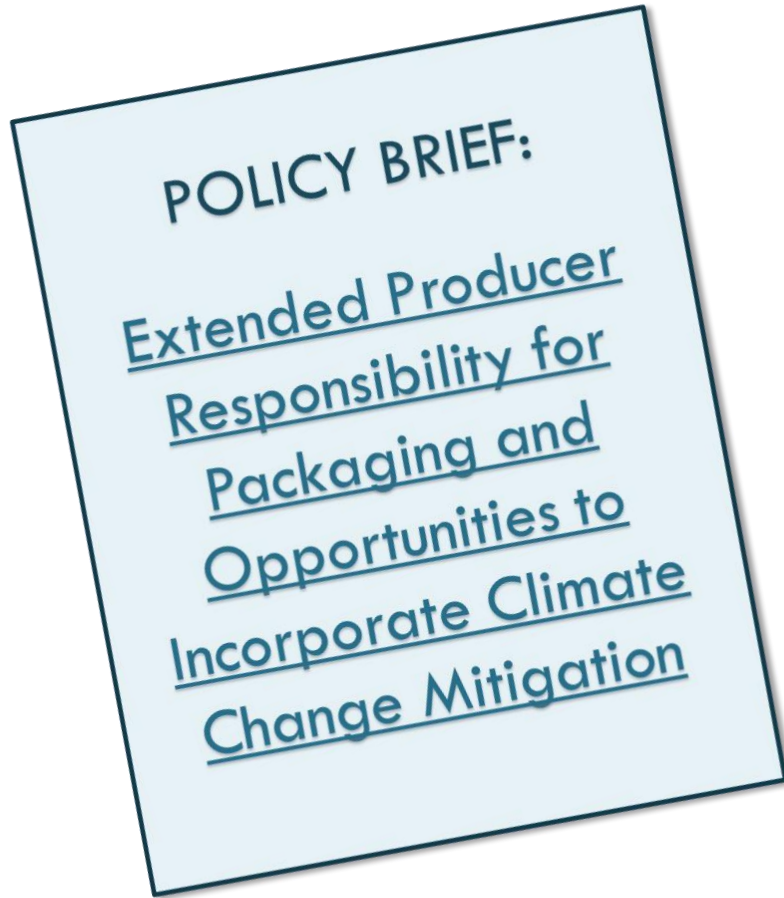 POLICY BRIEF:
Extended Producer
Responsibility for
Packaging and
Opportunities to
Incorporate Climate
Change Mitigation